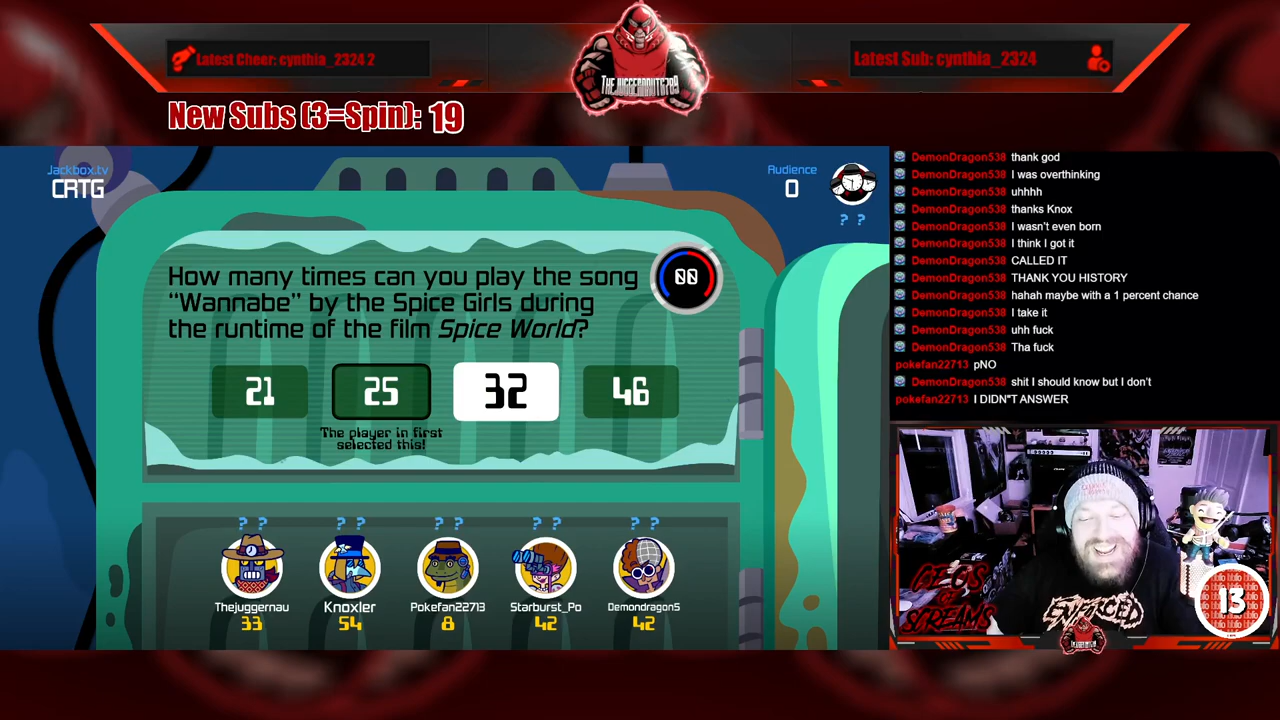 Latest Cheer: cynthia_2324 2
THEJUGGERNAUT6789
Latest Sub: cynthia_2324
New Subs (3=Spin): 19
Jackbox.tv
CRTG
Audience
0
? ?
How many times can you play the song
“Wannabe” by the Spice Girls during
the runtime of the film Spice World?
00
21
25
32
46
The player in first
selected this!
? ?
? ?
? ?
? ?
? ?
Thejuggernau
Knoxler
Pokefan22713
Starburst_Po
Demondragon5
33
54
8
42
42
DemonDragon538 thank god
DemonDragon538 I was overthinking
DemonDragon538 uhhhh
DemonDragon538 thanks Knox
DemonDragon538 I wasn't even born
DemonDragon538 I think I got it
DemonDragon538 CALLED IT
DemonDragon538 THANK YOU HISTORY
DemonDragon538 hahah maybe with a 1 percent chance
DemonDragon538 I take it
DemonDragon538 uhh fuck
DemonDragon538 Tha fuck
pokefan22713 pNO
DemonDragon538 shit I should know but I don't
pokefan22713 I DIDN"T ANSWER
OF
SCREAMS
ENFORCED
13